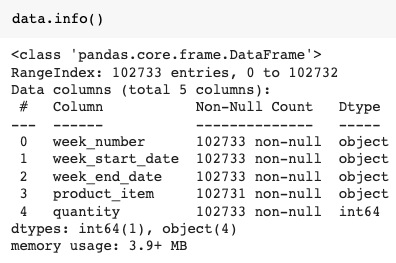 data.info()
<class 'pandas.core.frame.DataFrame'>
RangeIndex: 102733 entries, 0 to 102732
Data columns (total 5 columns):
 #   Column           Non-Null Count   Dtype
---  ------           --------------   -----
 0   week_number      102733 non-null  object
 1   week_start_date  102733 non-null  object
 2   week_end_date    102733 non-null  object
 3   product_item     102731 non-null  object
 4   quantity         102733 non-null  int64
dtypes: int64(1), object(4)
memory usage: 3.9+ MB